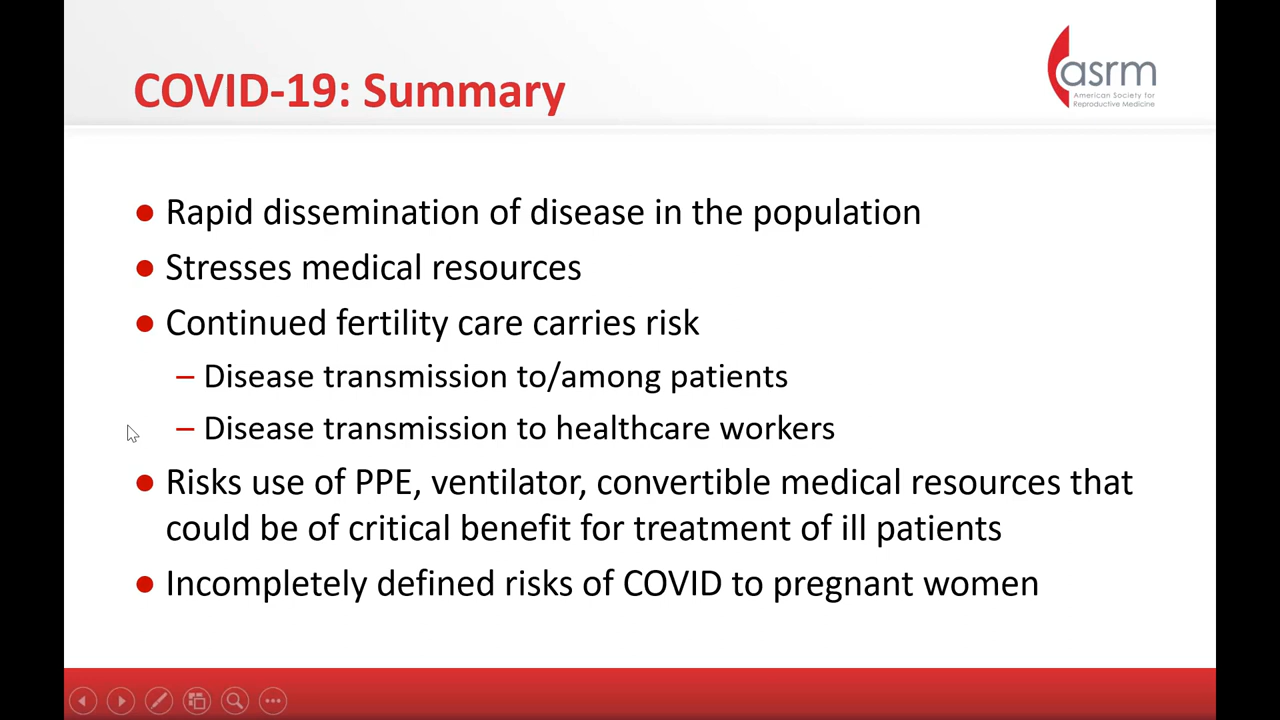 COVID-19: Summary
asrm
American Society for
Reproductive Medicine
● Rapid dissemination of disease in the population
● Stresses medical resources
● Continued fertility care carries risk
– Disease transmission to/among patients
– Disease transmission to healthcare workers
● Risks use of PPE, ventilator, convertible medical resources that
could be of critical benefit for treatment of ill patients
● Incompletely defined risks of COVID to pregnant women